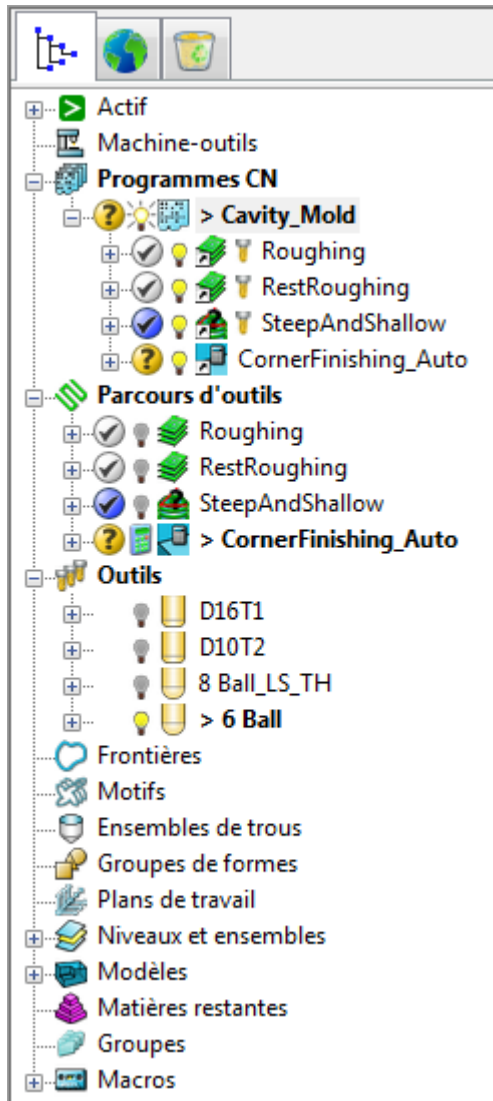 Actif
Machine-outils
Programmes CN
> Cavity_Mold
Roughing
RestRoughing
SteepAndShallow
CornerFinishing_Auto
Parcours d'outils
Roughing
RestRoughing
SteepAndShallow
> CornerFinishing_Auto
Outils
D16T1
D10T2
8 Ball_LS_TH
> 6 Ball
Frontières
Motifs
Ensembles de trous
Groupes de formes
Plans de travail
Niveaux et ensembles
Modèles
Matières restantes
Groupes
Macros